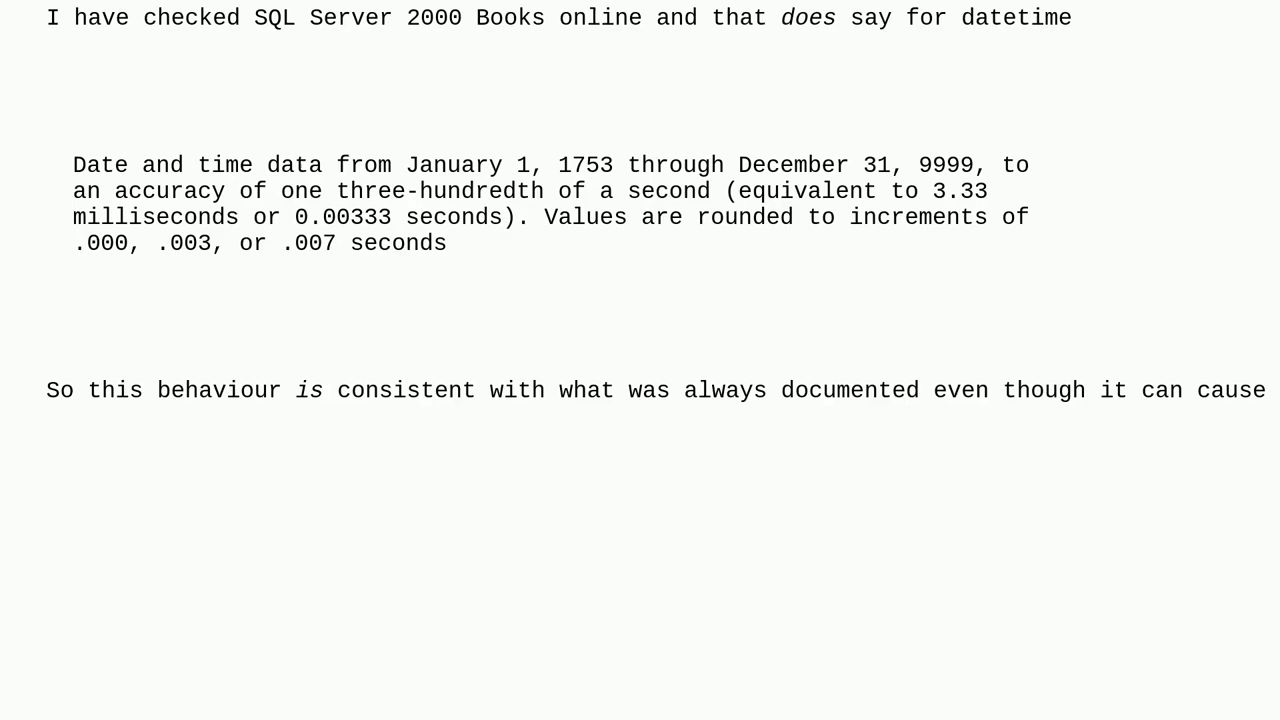 I have checked SQL Server 2000 Books online and that does say for datetime
Date and time data from January 1, 1753 through December 31, 9999, to
an accuracy of one three-hundredth of a second (equivalent to 3.33
milliseconds or 0.00333 seconds). Values are rounded to increments of
.000, .003, or .007 seconds
So this behaviour is consistent with what was always documented even though it can cause